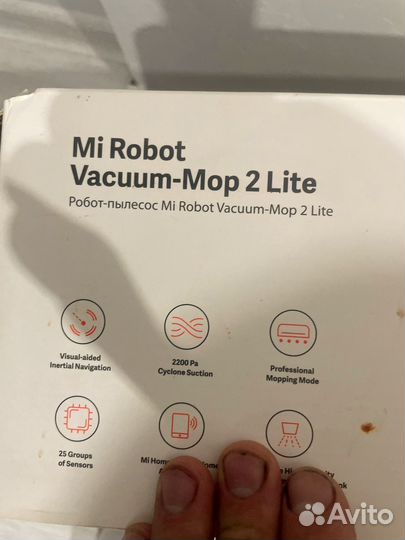 Mi Robot
Vacuum-Mop 2 Lite
Робот-пылесос Mi Robot Vacuum-Mop 2 Lite
Visual-aided
Inertial Navigation
2200 Pa
Cyclone Suction
Professional
Mopping Mode
25 Groups
of Sensors
Avito